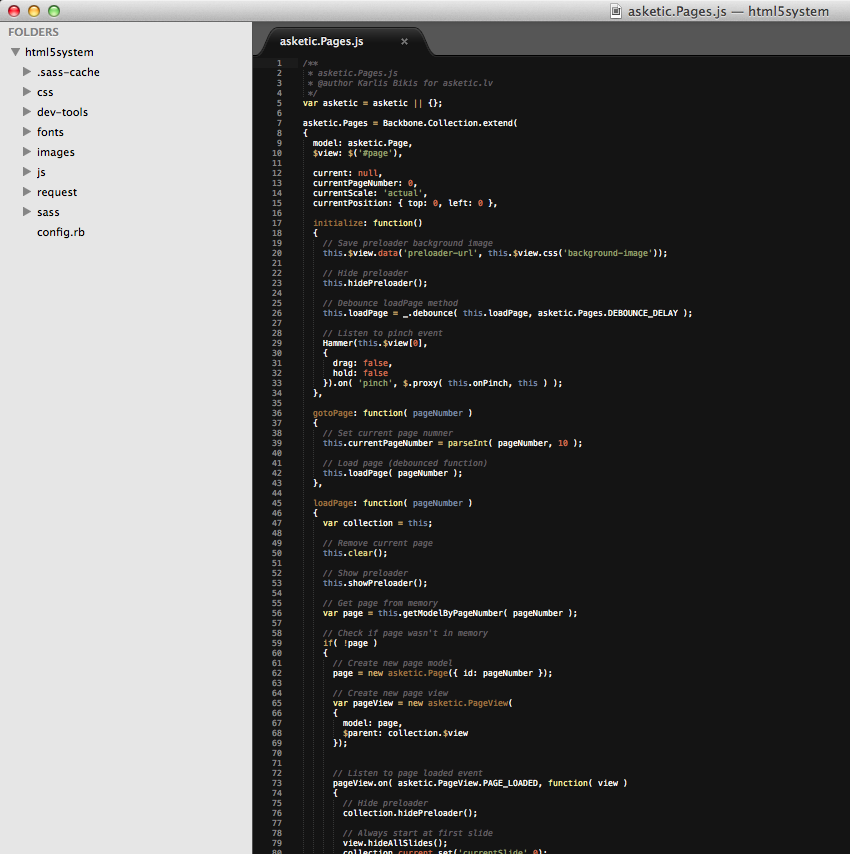 asketic.Pages.js — html5system
FOLDERS
html5system
.sass-cache
css
dev-tools
fonts
images
js
request
sass
config.rb
asketic.Pages.js ×
1 /**
2  * asketic.Pages.js
3  * @author Karlis Bikis for asketic.lv
4  */
5 var asketic = asketic || {};
6
7 asketic.Pages = Backbone.Collection.extend(
8 {
9   model: asketic.Page,
10   $view: $('#page'),
11
12   current: null,
13   currentPageNumber: 0,
14   currentScale: 'actual',
15   currentPosition: { top: 0, left: 0 },
16
17   initialize: function()
18   {
19     // Save preloader background image
20     this.$view.data('preloader-url', this.$view.css('background-image'));
21
22     // Hide preloader
23     this.hidePreloader();
24
25     // Debounce loadPage method
26     this.loadPage = _.debounce( this.loadPage, asketic.Pages.DEBOUNCE_DELAY );
27
28     // Listen to pinch event
29     Hammer(this.$view[0],
30     {
31       drag: false,
32       hold: false
33     }).on( 'pinch', $.proxy( this.onPinch, this ) );
34   },
35
36   gotoPage: function( pageNumber )
37   {
38     // Set current page numner
39     this.currentPageNumber = parseInt( pageNumber, 10 );
40
41     // Load page (debounced function)
42     this.loadPage( pageNumber );
43   },
44
45   loadPage: function( pageNumber )
46   {
47     var collection = this;
48
49     // Remove current page
50     this.clear();
51
52     // Show preloader
53     this.showPreloader();
54
55     // Get page from memory
56     var page = this.getModelByPageNumber( pageNumber );
57
58     // Check if page wasn't in memory
59     if( !page )
60     {
61       // Create new page model
62       page = new asketic.Page({ id: pageNumber });
63
64       // Create new page view
65       var pageView = new asketic.PageView(
66       {
67         model: page,
68         $parent: collection.$view
69       });
70
71
72       // Listen to page loaded event
73       pageView.on( asketic.PageView.PAGE_LOADED, function( view )
74       {
75         // Hide preloader
76         collection.hidePreloader();
77
78         // Always start at first slide
79         view.hideAllSlides();
80         collection.current.set('currentSlide',0);